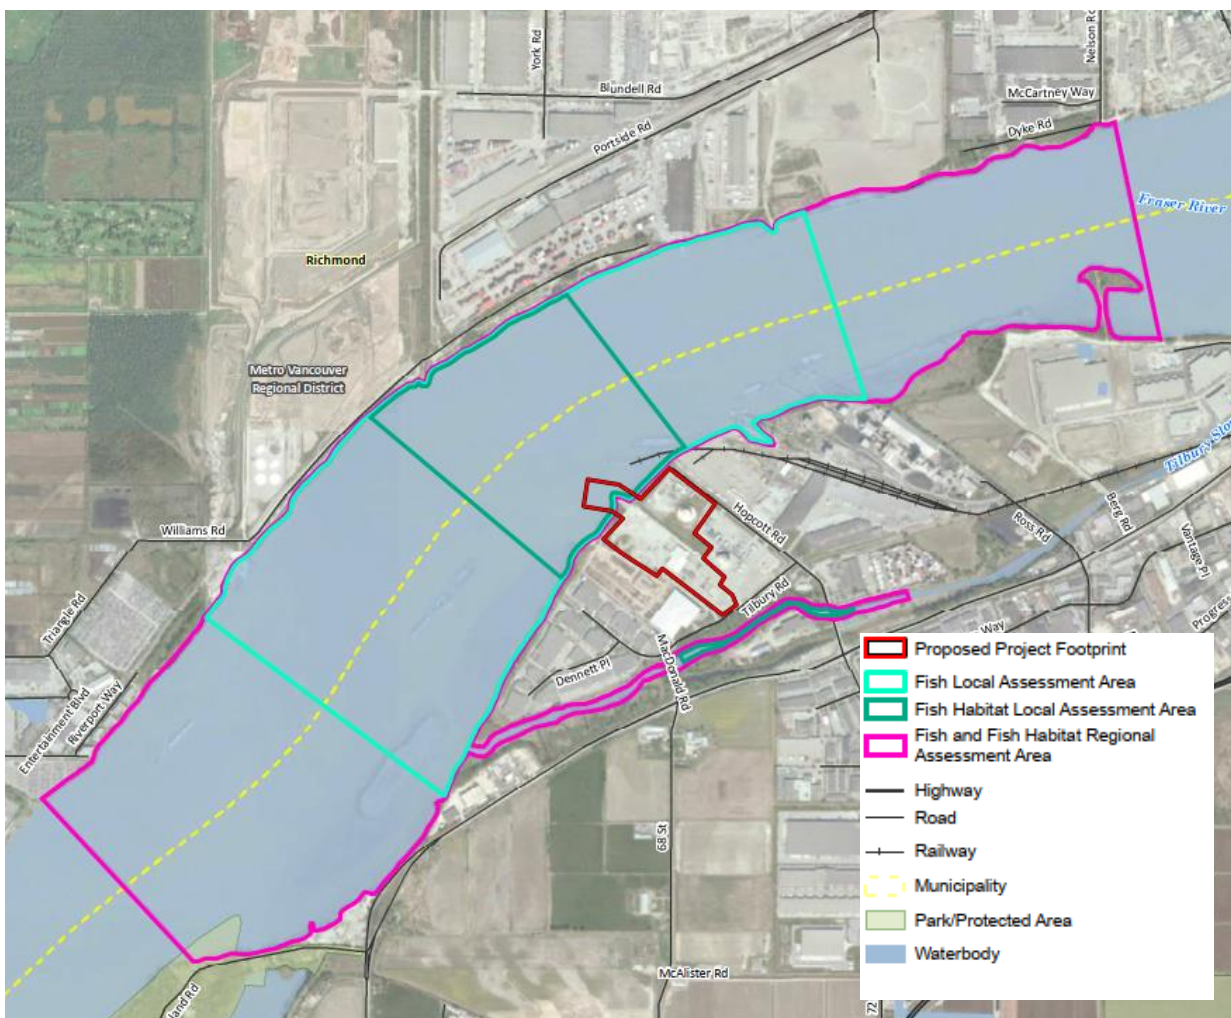 York Rd
Nelson Rd
Blundell Rd
McCartney Way
Portside Rd
Dyke Rd
Fraser River
Richmond
Metro Vancouver
Regional District
Williams Rd
Triangle Rd
Entertainment Blvd
Riverport Way
Hopcott Rd
Ross Rd
Berg Rd
Vantage Pl
Tilbury
Tilbury Rd
MacDonald Rd
Dennett Pl
Way
68 St
McAlister Rd
72
Proposed Project Footprint
Fish Local Assessment Area
Fish Habitat Local Assessment Area
Fish and Fish Habitat Regional
Assessment Area
Highway
Road
Railway
Municipality
Park/Protected Area
Waterbody